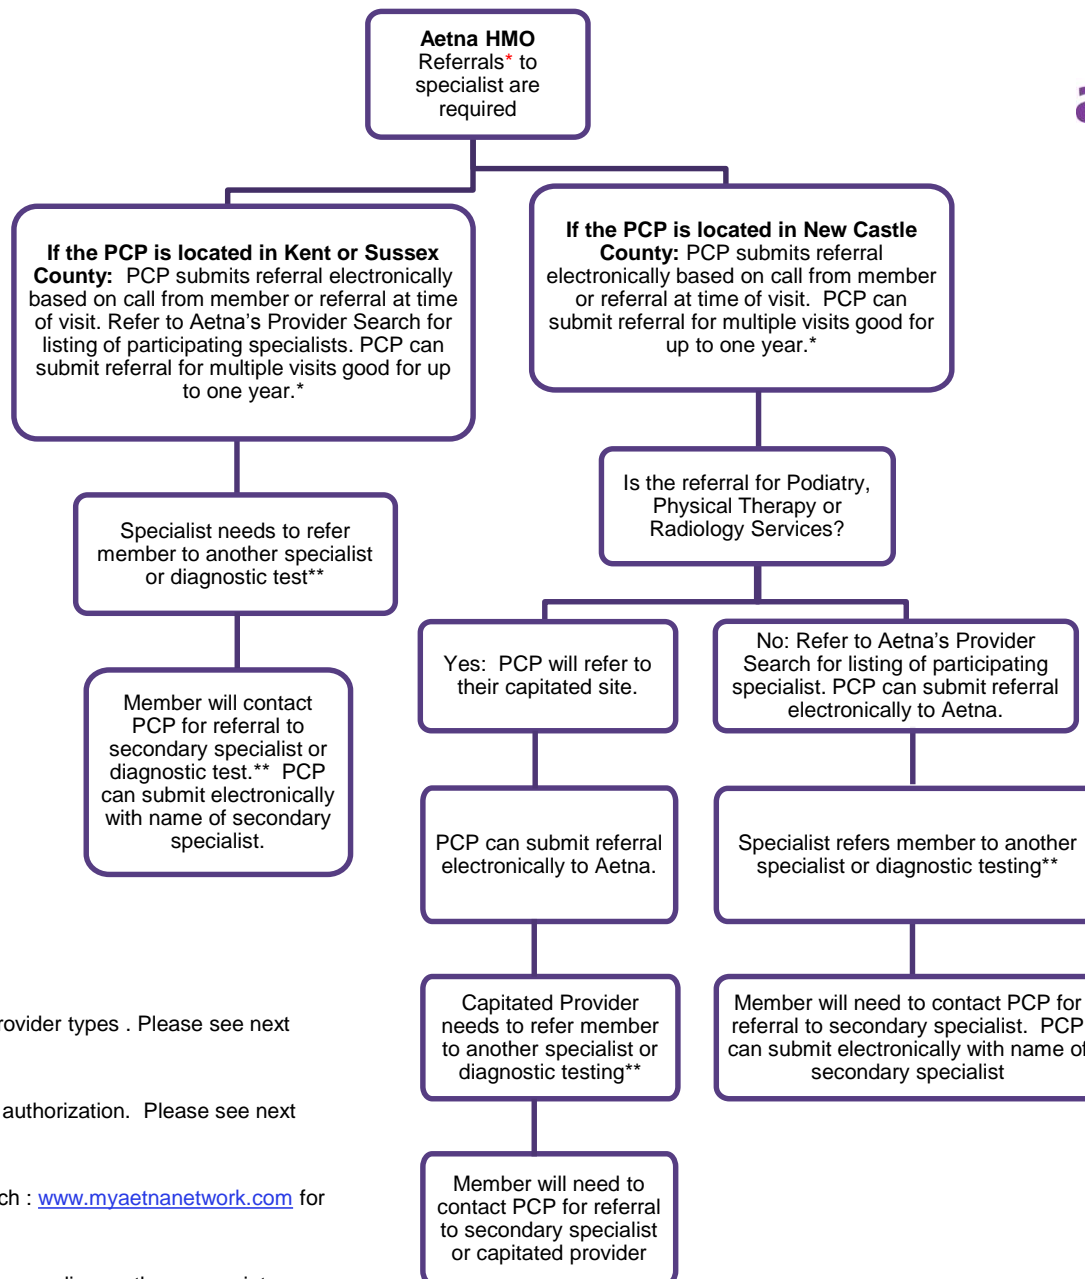 Aetna HMO
Referrals* to
specialist are
required
a
If the PCP is located in Kent or Sussex
County: PCP submits referral electronically
based on call from member or referral at time
of visit. Refer to Aetna’s Provider Search for
listing of participating specialists. PCP can
submit referral for multiple visits good for up
to one year.*
If the PCP is located in New Castle
County: PCP submits referral
electronically based on call from member
or referral at time of visit. PCP can
submit referral for multiple visits good for
up to one year.*
Specialist needs to refer
member to another specialist
or diagnostic test**
Member will contact
PCP for referral to
secondary specialist or
diagnostic test.** PCP
can submit electronically
with name of secondary
specialist.
Is the referral for Podiatry,
Physical Therapy or
Radiology Services?
Yes: PCP will refer to
their capitated site.
PCP can submit referral
electronically to Aetna.
Capitated Provider
needs to refer member
to another specialist or
diagnostic testing**
Member will need to
contact PCP for referral
to secondary specialist
or capitated provider
No: Refer to Aetna’s Provider
Search for listing of participating
specialist. PCP can submit referral
electronically to Aetna.
Specialist refers member to another
specialist or diagnostic testing**
Member will need to contact PCP for
referral to secondary specialist. PCP
can submit electronically with name of
secondary specialist
rovider types . Please see next
authorization. Please see next
ch : www.myaetnanetwork.com for